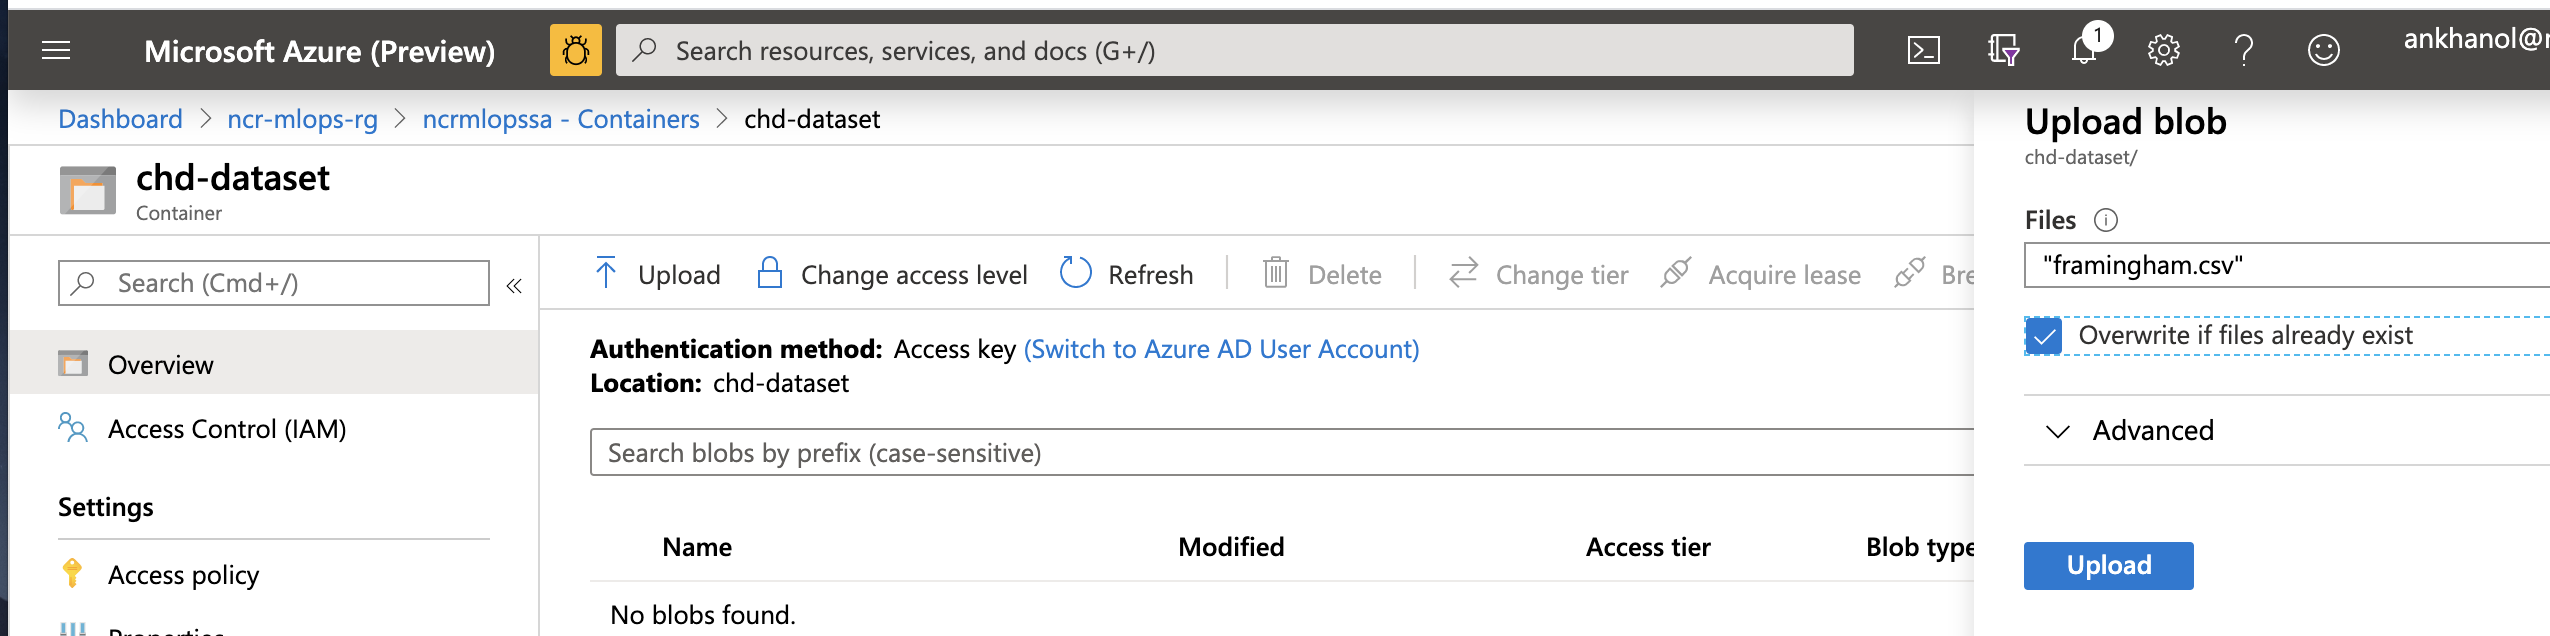 Microsoft Azure (Preview)
Search resources, services, and docs (G+/)
1
ankhanol@
Dashboard > ncr-mlops-rg > ncrmlopssa - Containers > chd-dataset
chd-dataset
Container
Search (Cmd+/)
«
Overview
Access Control (IAM)
Settings
Access policy
Properties
Upload
Change access level
Refresh
Delete
Change tier
Acquire lease
Bre
Authentication method: Access key (Switch to Azure AD User Account)
Location: chd-dataset
Search blobs by prefix (case-sensitive)
Name
Modified
Access tier
Blob type
No blobs found.
Upload blob
chd-dataset/
Files
"framingham.csv"
Overwrite if files already exist
Advanced
Upload